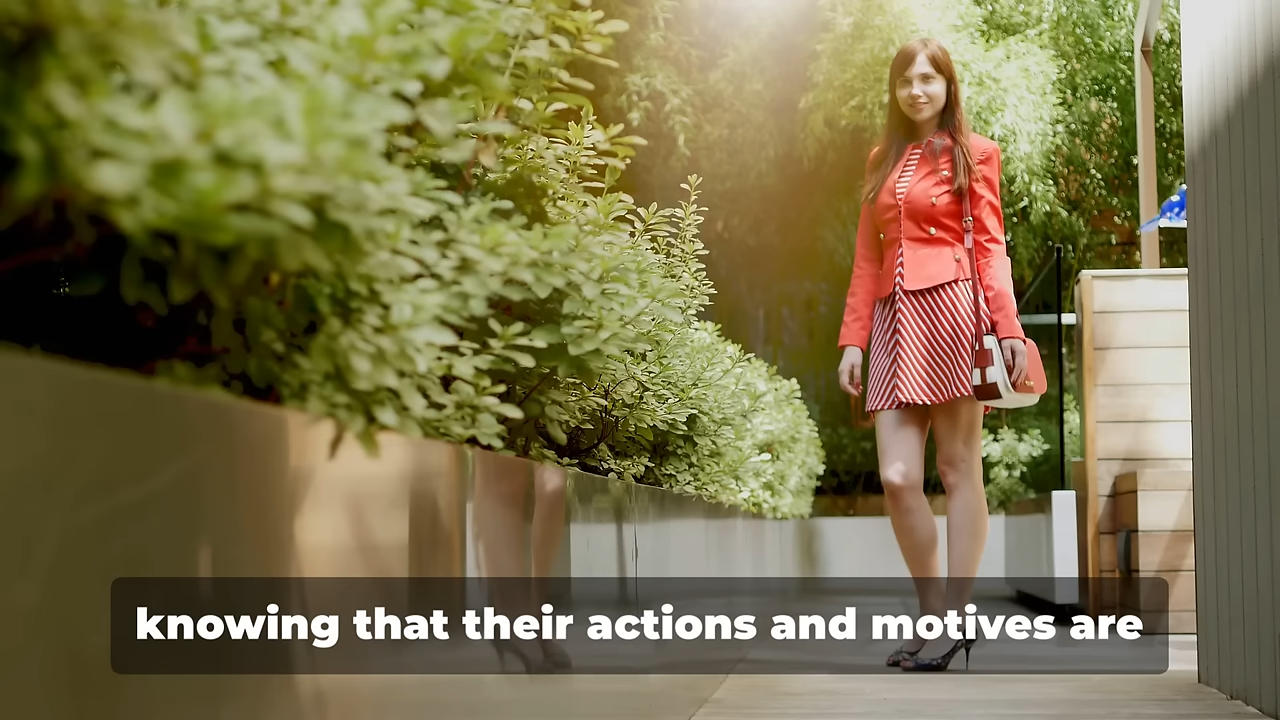 knowing that their actions and motives are